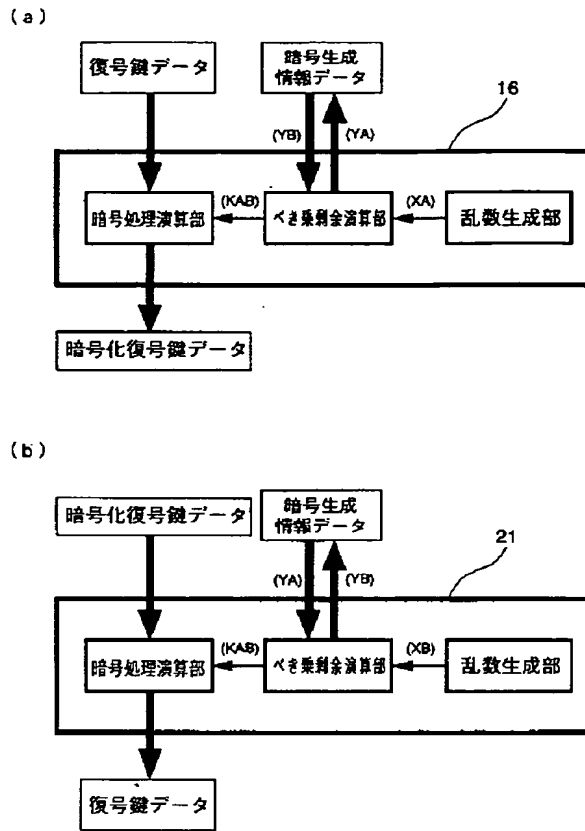 (a)
復号鍵データ
暗号生成
情報データ
16
(YB)
(YA)
暗号処理演算部
(KAB)
べき乗剰余演算部
(XA)
乱数生成部
暗号化復号鍵データ
(b)
暗号化復号鍵データ
暗号生成
情報データ
21
(YA)
(YB)
暗号処理演算部
(KAB)
べき乗剰余演算部
(XB)
乱数生成部
復号鍵データ